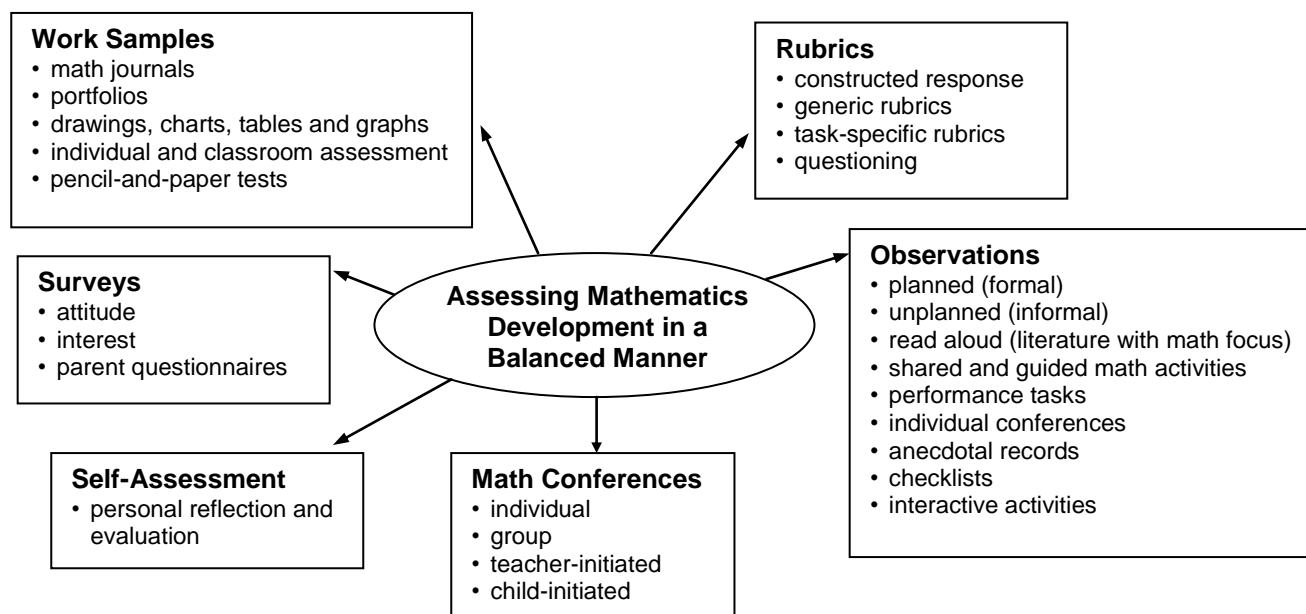 Work Samples
• math journals
• portfolios
• drawings, charts, tables and graphs
• individual and classroom assessment
• pencil-and-paper tests
Rubrics
• constructed response
• generic rubrics
• task-specific rubrics
• questioning
Surveys
• attitude
• interest
• parent questionnaires
Assessing Mathematics
Development in a
Balanced Manner
Observations
• planned (formal)
• unplanned (informal)
• read aloud (literature with math focus)
• shared and guided math activities
• performance tasks
• individual conferences
• anecdotal records
• checklists
• interactive activities
Self-Assessment
• personal reflection and
evaluation
Math Conferences
• individual
• group
• teacher-initiated
• child-initiated